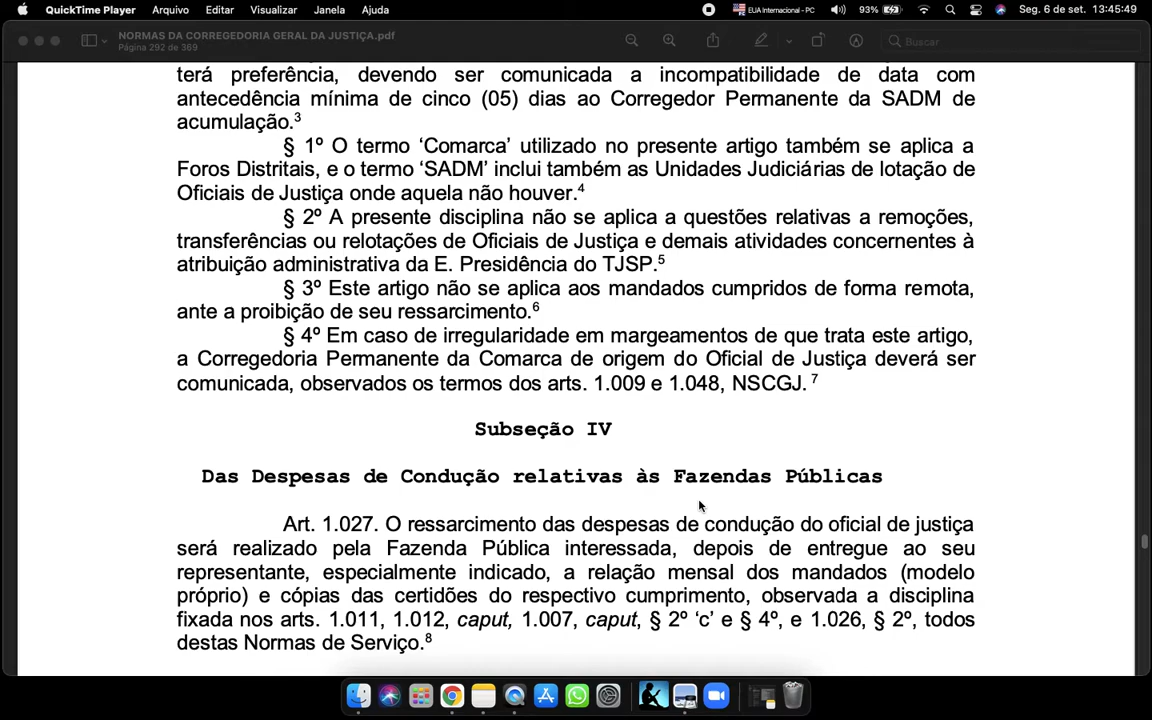 QuickTime Player Arquivo Editar Visualizar Janela Ajuda EUA Internacional - PC 93% Seg. 6 de set. 13:45:49
NORMAS DA CORREGEDORIA GERAL DA JUSTIÇA.pdf
Página 292 de 369
Buscar
terá preferência, devendo ser comunicada a incompatibilidade de data com
antecedência mínima de cinco (05) dias ao Corregedor Permanente da SADM de
acumulação.³
§ 1º O termo ‘Comarca’ utilizado no presente artigo também se aplica a
Foros Distritais, e o termo ‘SADM’ inclui também as Unidades Judiciárias de lotação de
Oficiais de Justiça onde aquela não houver.⁴
§ 2º A presente disciplina não se aplica a questões relativas a remoções,
transferências ou relotações de Oficiais de Justiça e demais atividades concernentes à
atribuição administrativa da E. Presidência do TJSP.⁵
§ 3º Este artigo não se aplica aos mandados cumpridos de forma remota,
ante a proibição de seu ressarcimento.⁶
§ 4º Em caso de irregularidade em margeamentos de que trata este artigo,
a Corregedoria Permanente da Comarca de origem do Oficial de Justiça deverá ser
comunicada, observados os termos dos arts. 1.009 e 1.048, NSCGJ. ⁷
Subseção IV
Das Despesas de Condução relativas às Fazendas Públicas
Art. 1.027. O ressarcimento das despesas de condução do oficial de justiça
será realizado pela Fazenda Pública interessada, depois de entregue ao seu
representante, especialmente indicado, a relação mensal dos mandados (modelo
próprio) e cópias das certidões do respectivo cumprimento, observada a disciplina
fixada nos arts. 1.011, 1.012, caput, 1.007, caput, § 2º ‘c’ e § 4º, e 1.026, § 2º, todos
destas Normas de Serviço.⁸